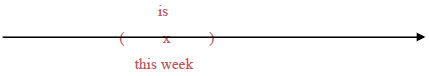 is
( x )
this week